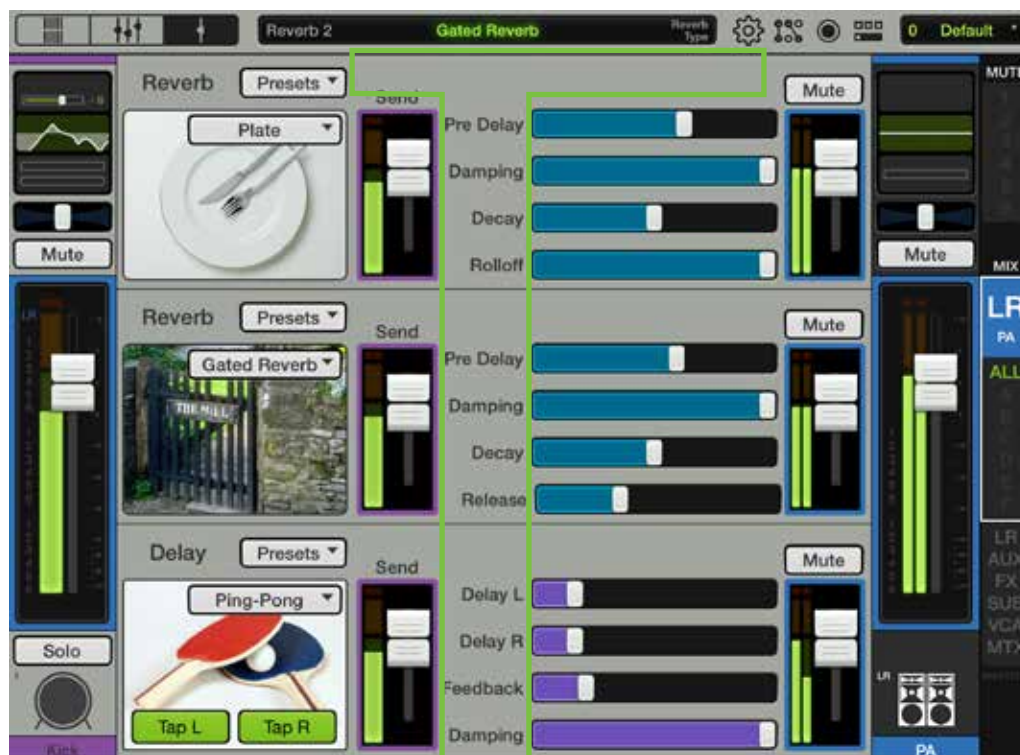 Reverb 2 Gated Reverb Reverb Type 0 Default
MUTE
Reverb Presets Send Mute
Plate
Pre Delay
Damping
Decay
Rolloff
Mute
Mute
MIX
LR
PA
ALL
Reverb Presets Send Mute
Gated Reverb
THE MILL
Pre Delay
Damping
Decay
Release
LR
Delay Presets Send Mute
Ping-Pong
Tap L Tap R
Delay L
Delay R
Feedback
Damping
LR
AUX
FX
SUB
VCA
MTX
Solo
Kick
LR
PA